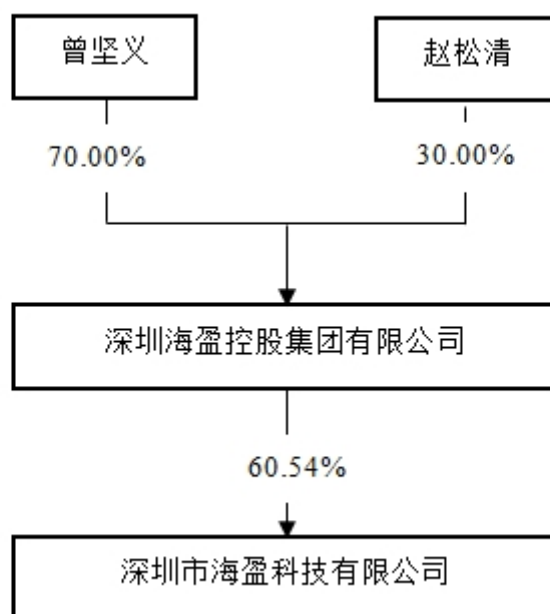 曾坚义
赵松清
70.00%
30.00%
深圳海盈控股集团有限公司
60.54%
深圳市海盈科技有限公司